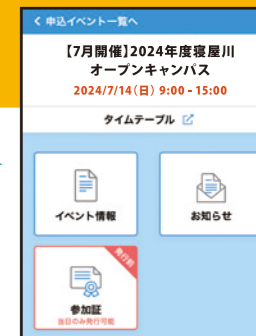 < 申込イベント一覧へ
【7月開催】2024年度寝屋川
オープンキャンパス
2024/7/14(日) 9:00 - 15:00
タイムテーブル
イベント情報
お知らせ
発行前
参加証
当日のみ発行可能